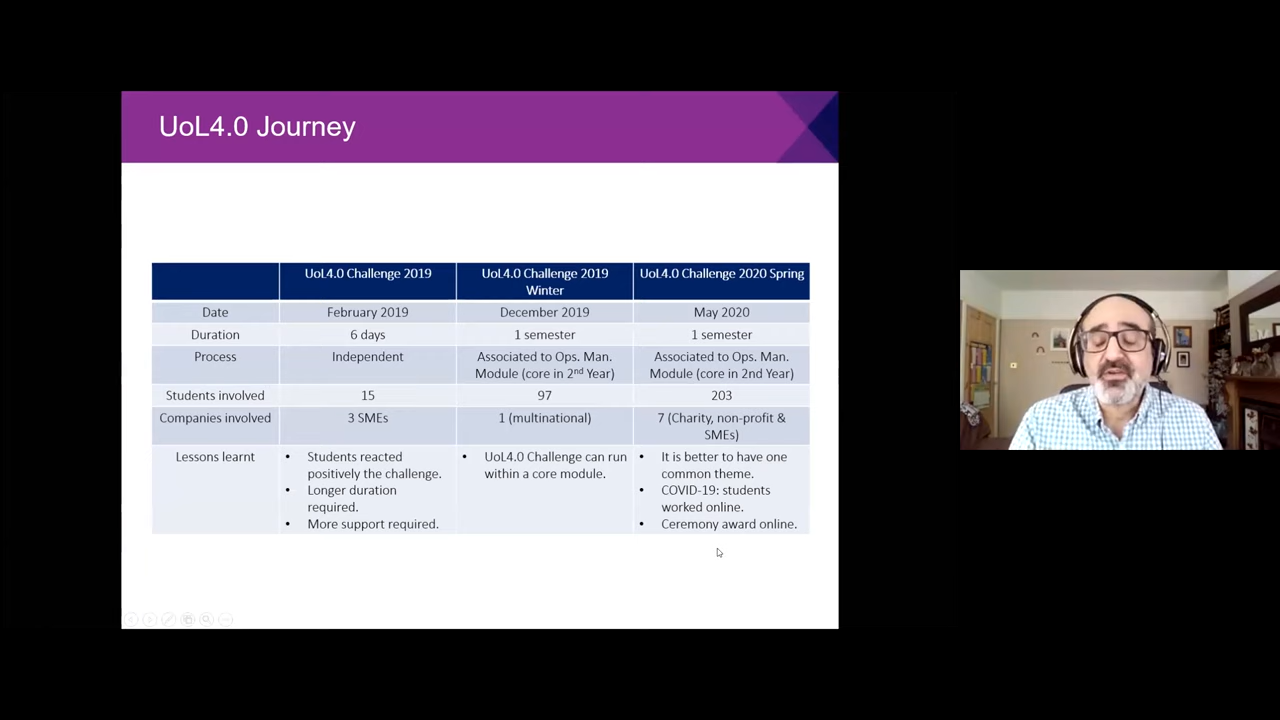 UoL4.0 Journey
UoL4.0 Challenge 2019
UoL4.0 Challenge 2019
Winter
UoL4.0 Challenge 2020 Spring
Date
February 2019
December 2019
May 2020
Duration
6 days
1 semester
1 semester
Process
Independent
Associated to Ops. Man.
Module (core in 2nd Year)
Associated to Ops. Man.
Module (core in 2nd Year)
Students involved
15
97
203
Companies involved
3 SMEs
1 (multinational)
7 (Charity, non-profit &
SMEs)
Lessons learnt
• Students reacted
positively the challenge.
• Longer duration
required.
• More support required.
• UoL4.0 Challenge can run
within a core module.
• It is better to have one
common theme.
• COVID-19: students
worked online.
• Ceremony award online.